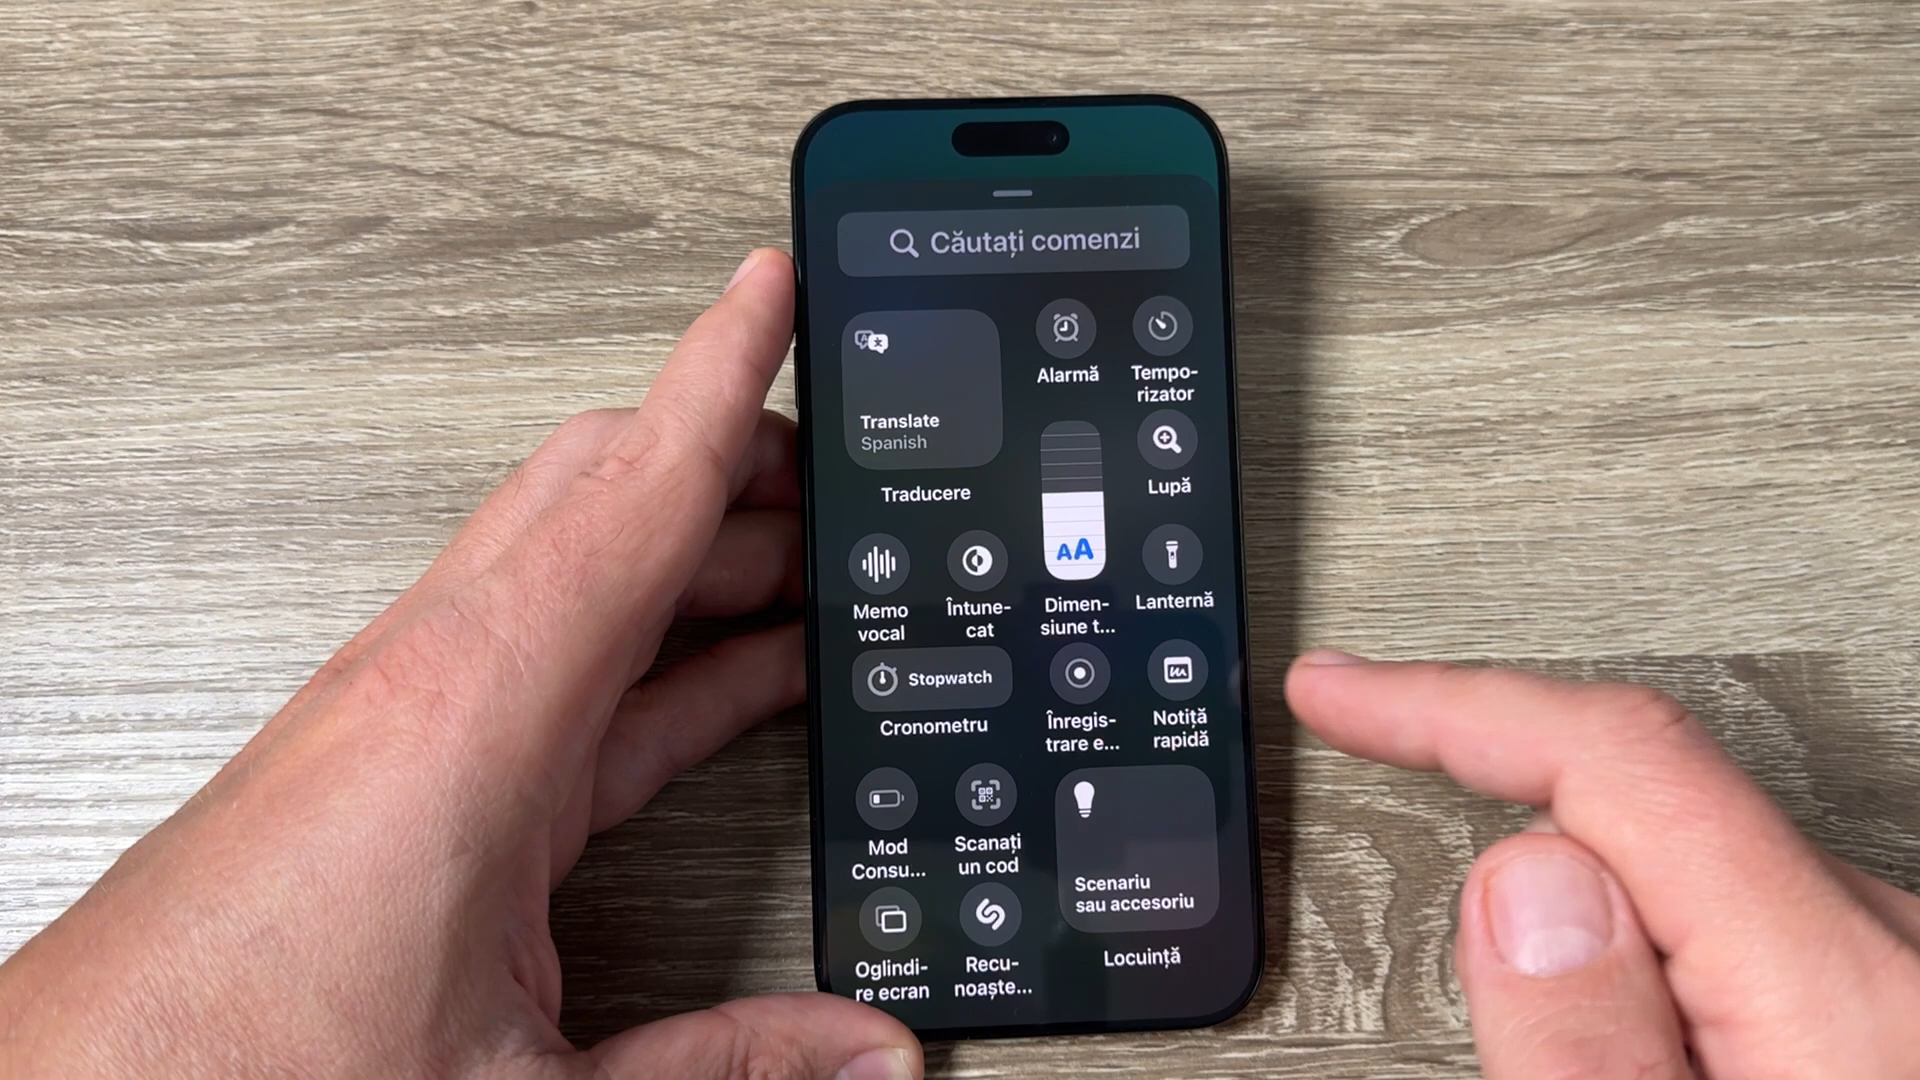 Căutați comenzi
Translate
Spanish
Traducere
Alarmă
Tempo-
rizator
AA
Dimen-
siune t...
Lupă
Memo
vocal
Întune-
cat
Lanternă
Stopwatch
Cronometru
Înregis-
trare e...
Notiță
rapidă
Mod
Consu...
Scanați
un cod
Scenariu
sau accesoriu
Locuință
Oglindi-
re ecran
Recu-
noaște...